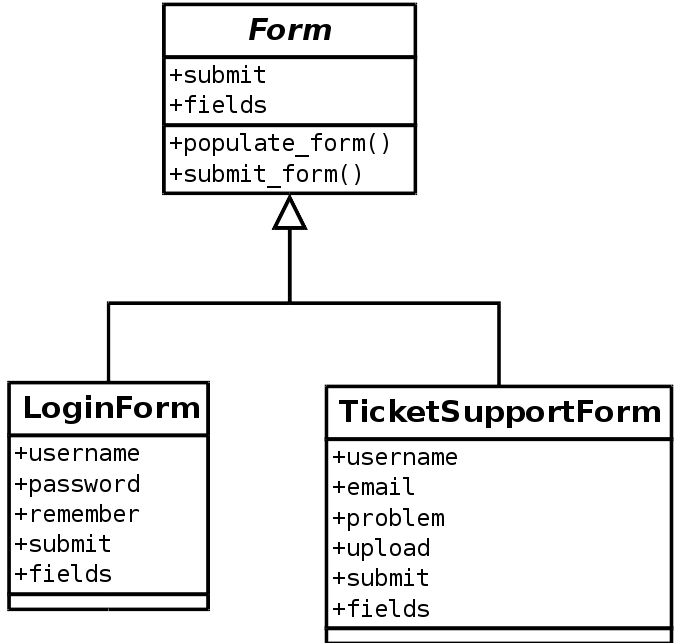 Form
+submit
+fields
+populate_form()
+submit_form()
LoginForm
+username
+password
+remember
+submit
+fields
TicketSupportForm
+username
+email
+problem
+upload
+submit
+fields